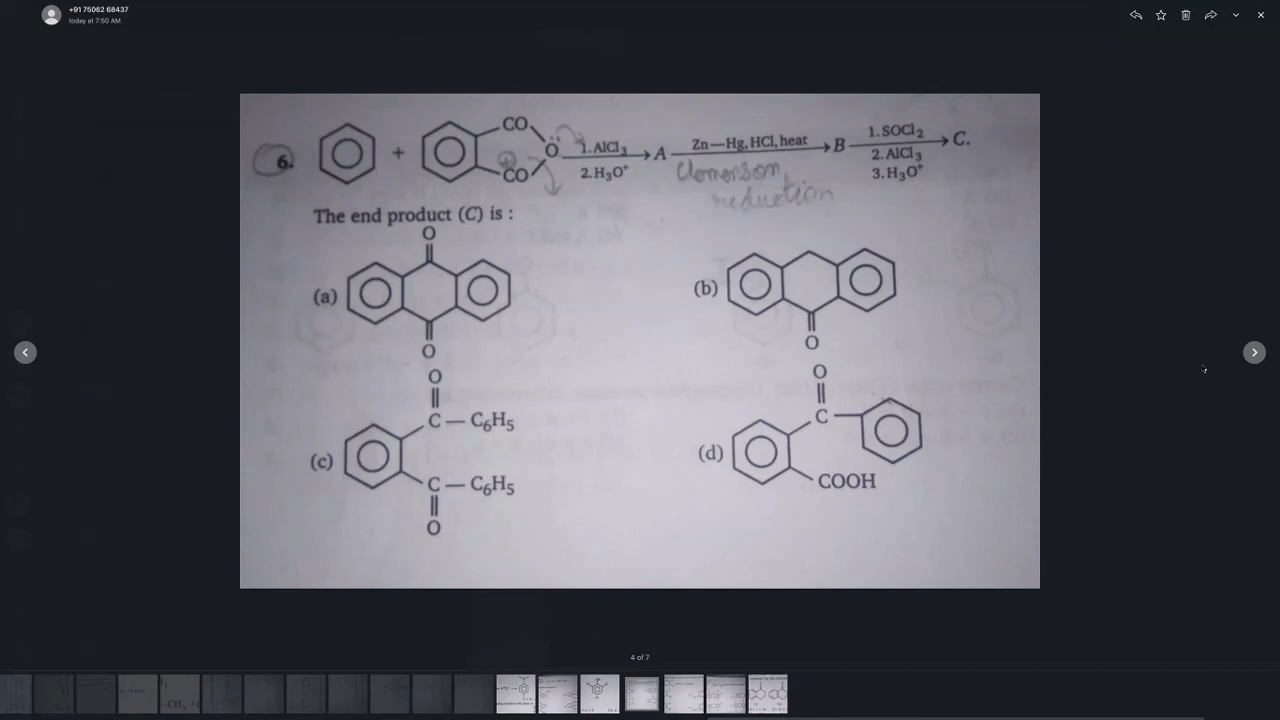 +91 75062 68437
today at 7:50 AM
6. + CO O CO 1. AlCl3 2. H3O+ A Zn—Hg, HCl, heat B 1. SOCl2 2. AlCl3 3. H3O+ C.
Clemenson
reduction
The end product (C) is :
(a) O O
(b) O
(c) O C — C6H5 C — C6H5 O
(d) O C COOH
4 of 7